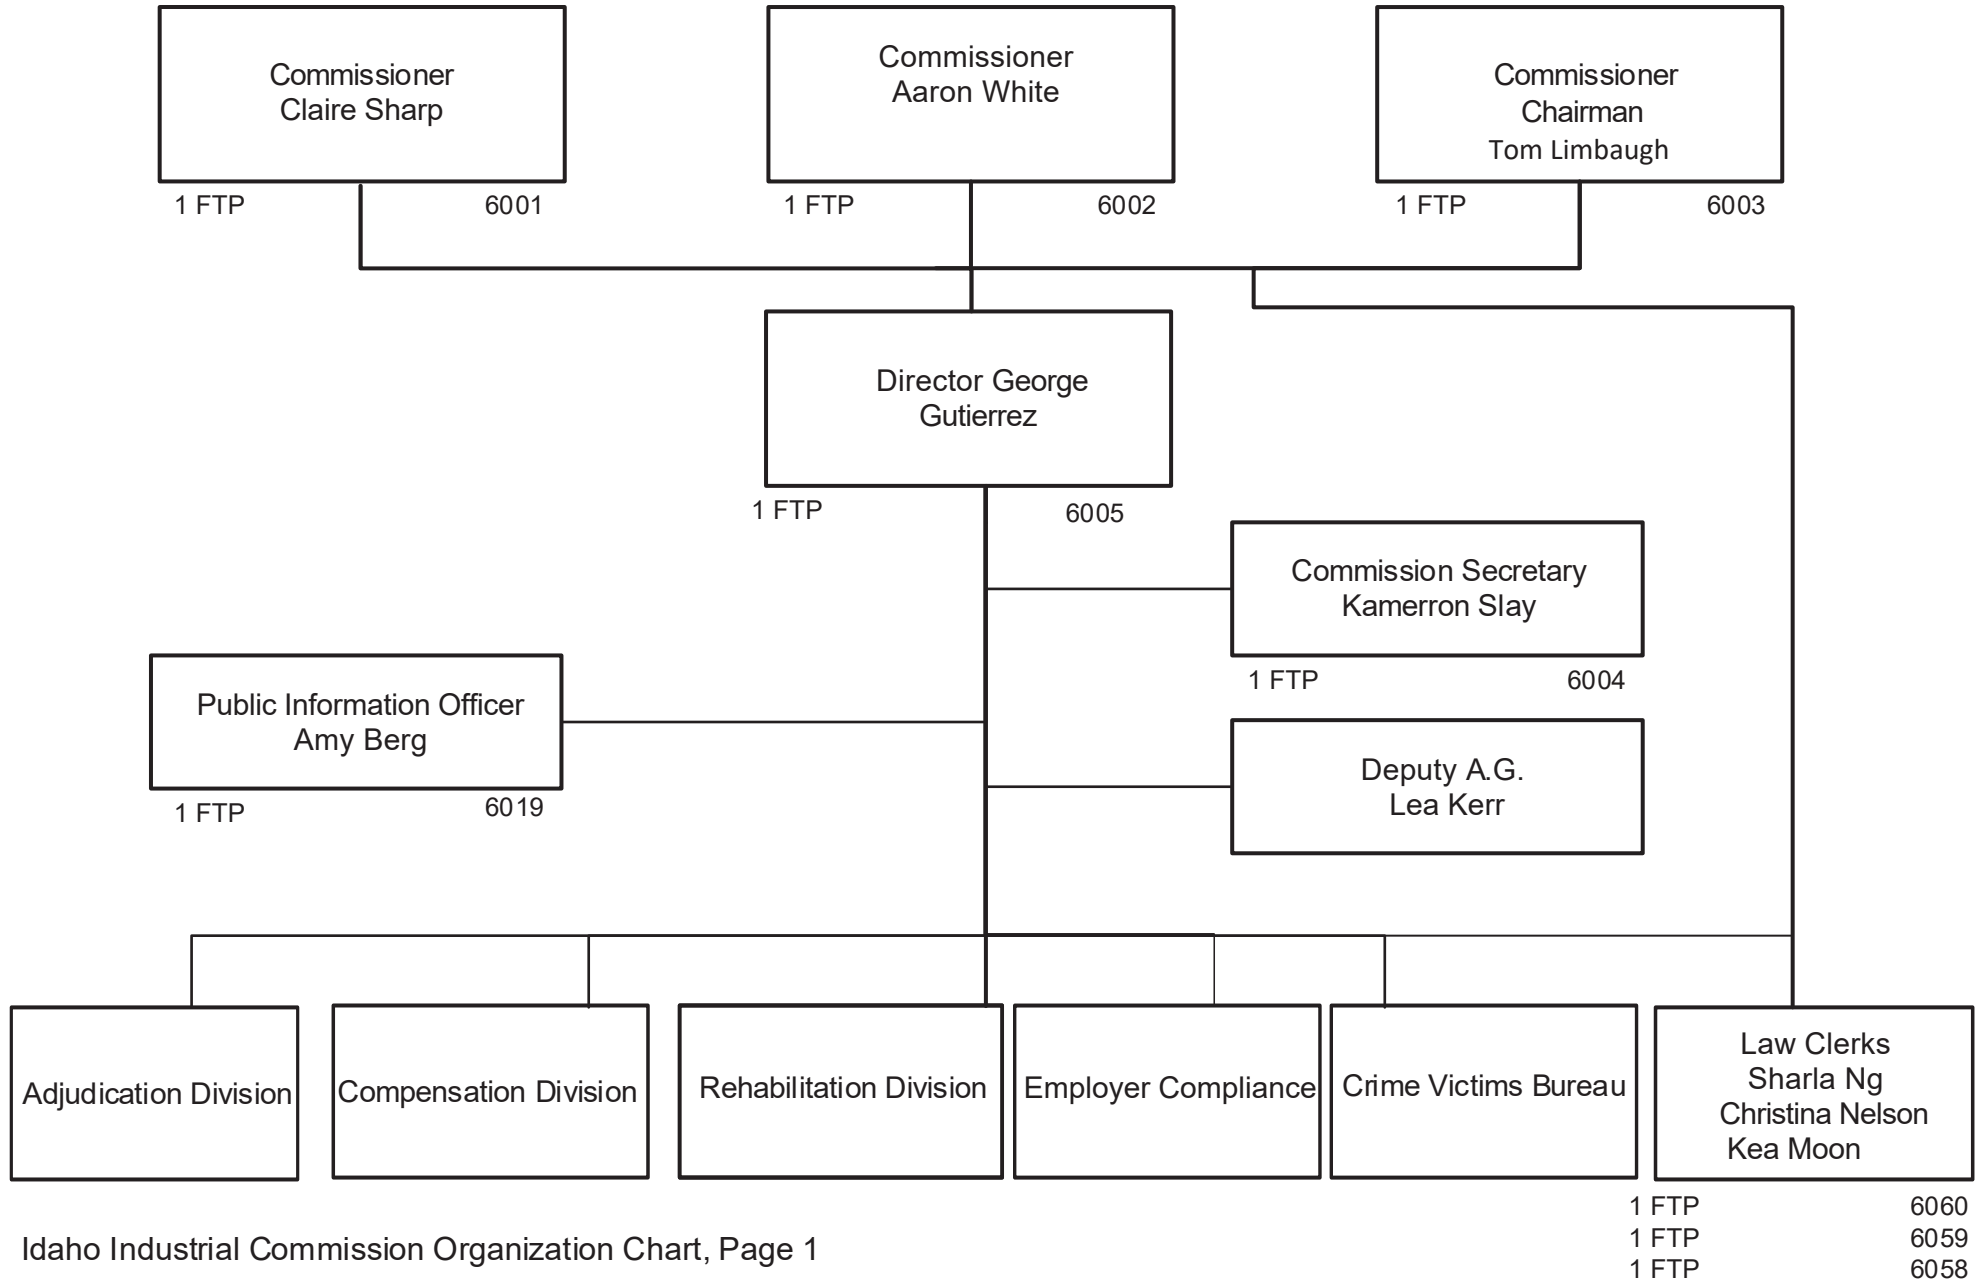 Commissioner
Claire Sharp
1 FTP 6001
Commissioner
Aaron White
1 FTP 6002
Commissioner
Chairman
Tom Limbaugh
1 FTP 6003
Director George
Gutierrez
1 FTP 6005
Commission Secretary
Kamerron Slay
1 FTP 6004
Public Information Officer
Amy Berg
1 FTP 6019
Deputy A.G.
Lea Kerr
Adjudication Division
Compensation Division
Rehabilitation Division
Employer Compliance
Crime Victims Bureau
Law Clerks
Sharla Ng
Christina Nelson
Kea Moon
1 FTP 6060
1 FTP 6059
1 FTP 6058
Idaho Industrial Commission Organization Chart, Page 1